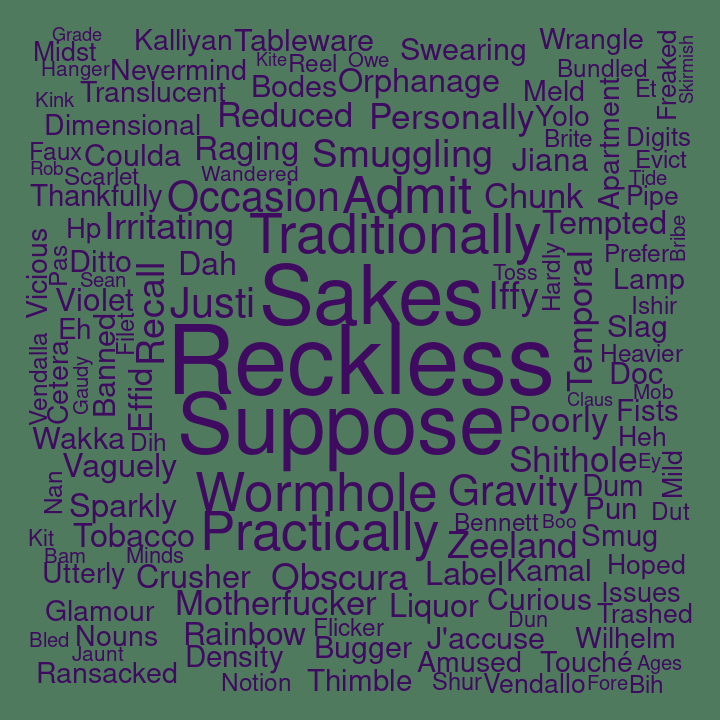 Grade
Midst
Kalliyan
Tableware
Swearing
Wrangle
Freaked
Skirmish
Hanger
Nevermind
Kite
Reel
Owe
Bundled
Kink
Translucent
Bodes
Orphanage
Meld
Et
Dimensional
Reduced
Personally
Yolo
Apartment
Digits
Faux
Coulda
Raging
Smuggling
Jiana
Brite
Evict
Rob
Scarlet
Wandered
Tide
Thankfully
Occasion
Admit
Chunk
Pipe
Hp
Irritating
Traditionally
Tempted
Bribe
Vicious
Pas
Ditto
Dah
Toss
Hardly
Prefer
Sean
Recall
Sakes
Iffy
Temporal
Lamp
Violet
Justi
Ishir
Eh
Filet
Slag
Vendalla
Cetera
Gaudy
Banned
Effid
Reckless
Heavier
Doc
Claus
Mob
Suppose
Poorly
Fists
Wakka
Dih
Heh
Vaguely
Shithole
Ey
Mild
Nan
Sparkly
Wormhole
Gravity
Dum
Pun
Dut
Kit
Tobacco
Practically
Bennett
Boo
Zeeland
Smug
Bam
Minds
Utterly
Crusher
Obscura
Label
Kamal
Hoped
Glamour
Motherfucker
Liquor
Curious
Issues
Trashed
Bled
Nouns
Rainbow
Flicker
Dun
J'accuse
Wilhelm
Jaunt
Density
Bugger
Amused
Touché
Ages
Ransacked
Notion
Thimble
Shur
Vendallo
Fore
Bih